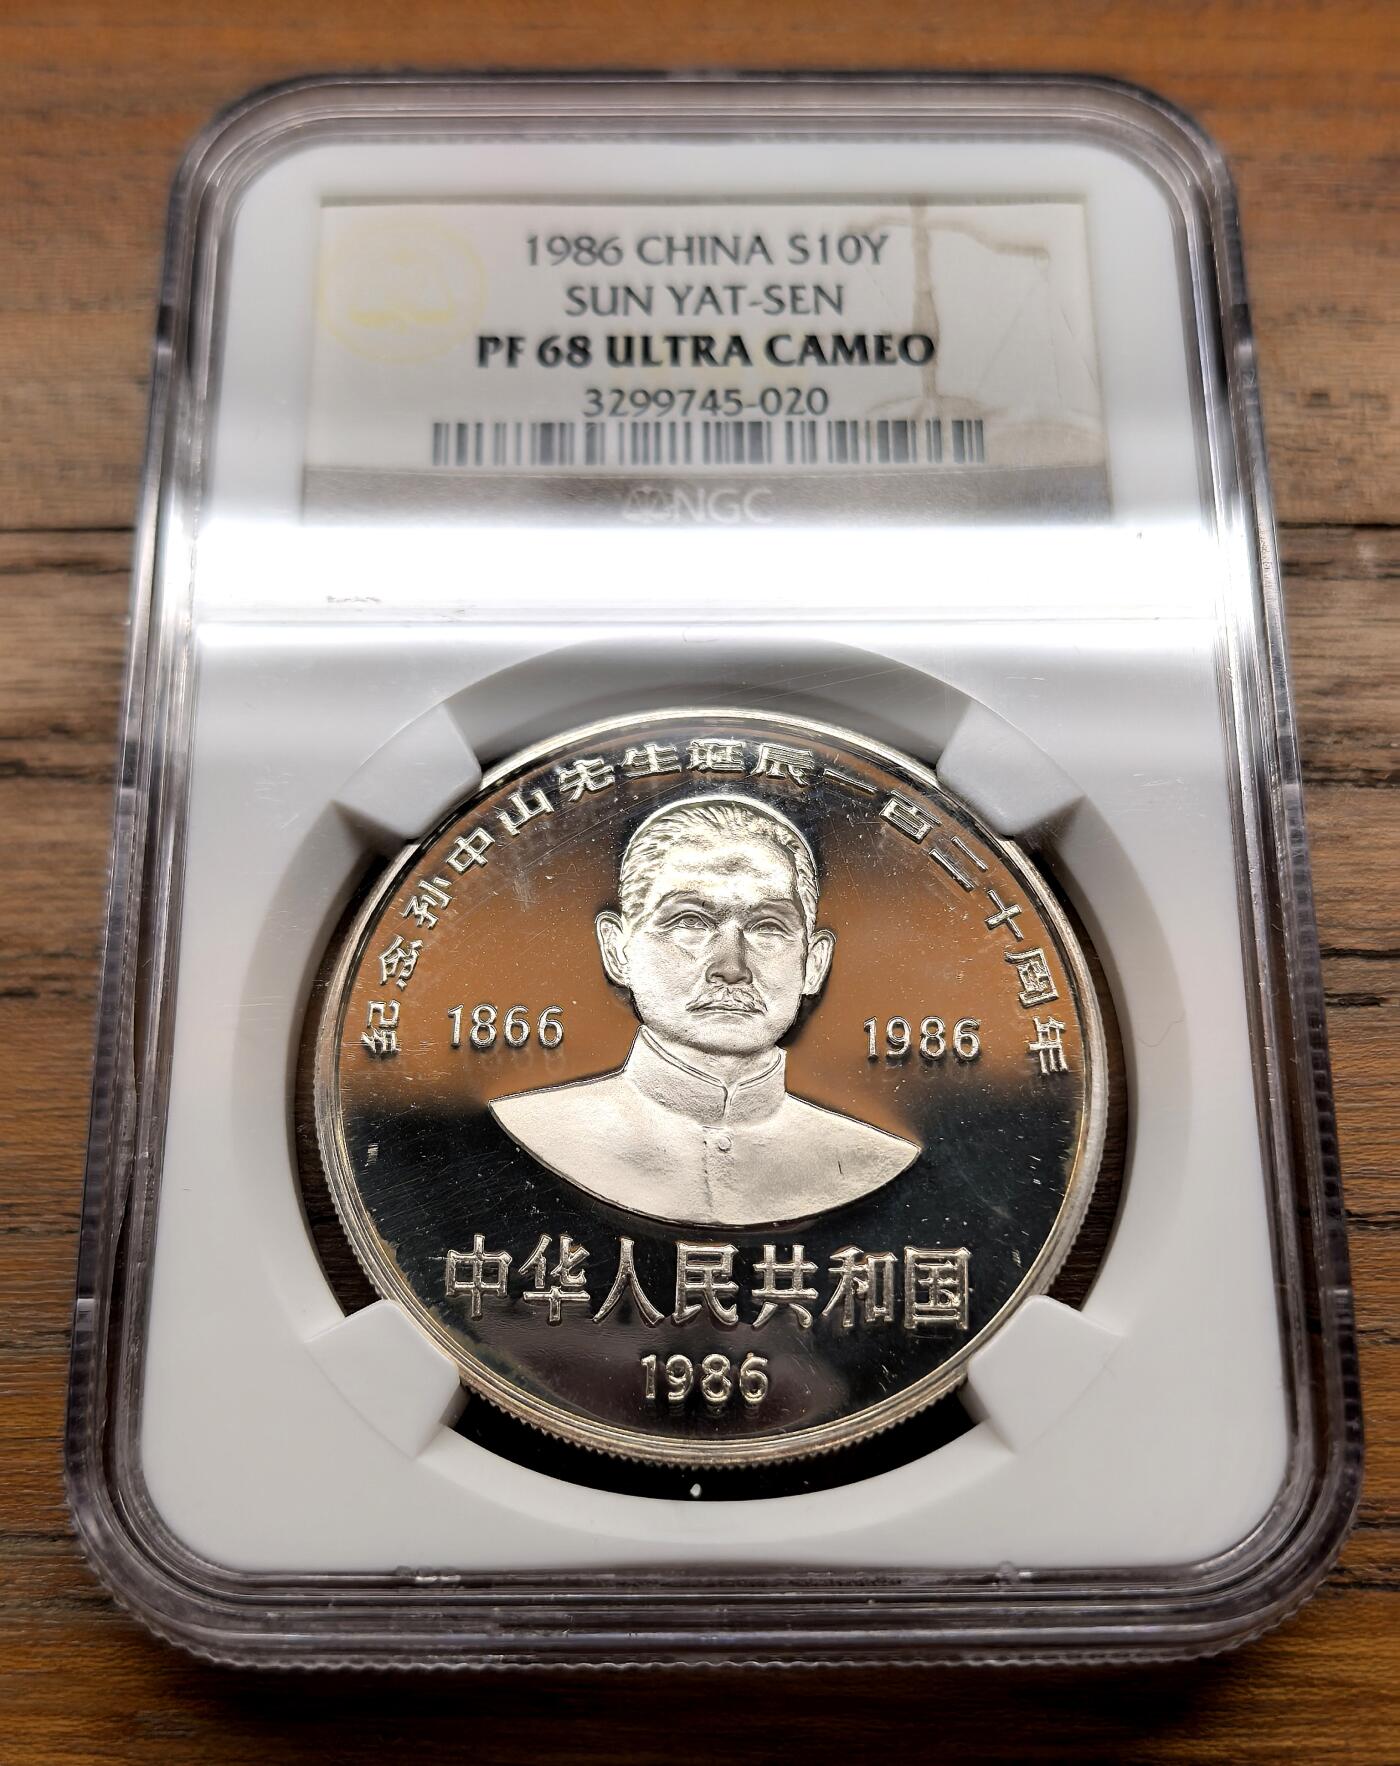 1986 CHINA S10Y
SUN YAT-SEN
PF 68 ULTRA CAMEO
3299745-020
NGC
纪念孙中山先生诞辰一百二十周年
1866
1986
中华人民共和国
1986